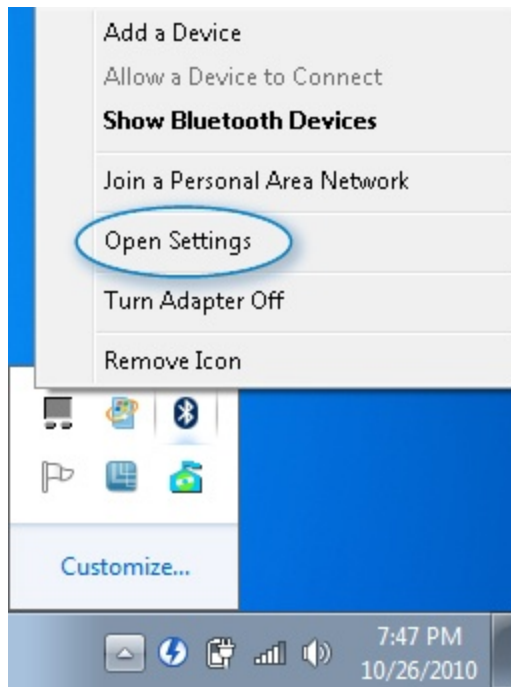 Add a Device
Allow a Device to Connect
Show Bluetooth Devices
Join a Personal Area Network
Open Settings
Turn Adapter Off
Remove Icon
Customize...
7:47 PM
10/26/2010